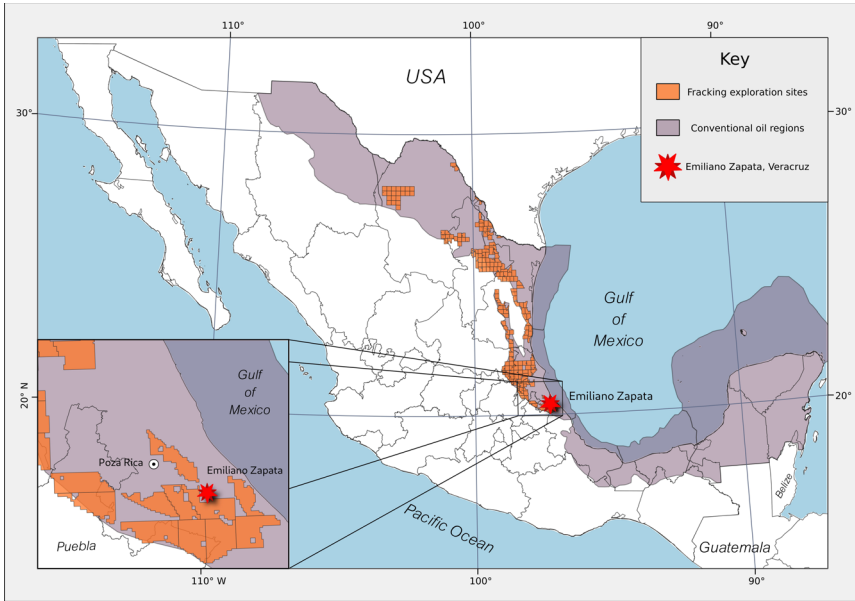 110°
100°
90°
USA
Key
Fracking exploration sites
Conventional oil regions
Emiliano Zapata, Veracruz
30°
30°
Gulf
of
Mexico
Emiliano Zapata
20° N
20°
Gulf
of
Mexico
Poza Rica
Emiliano Zapata
Puebla
Pacific Ocean
Belize
Guatemala
110° W
100°
90°